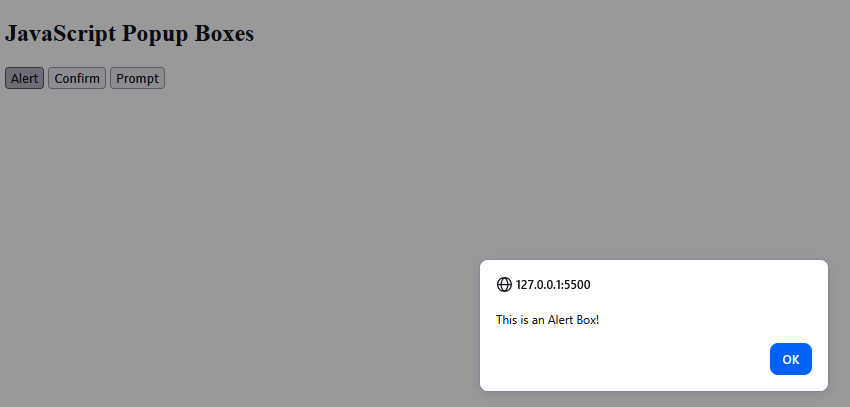 JavaScript Popup Boxes
Alert Confirm Prompt
127.0.0.1:5500
This is an Alert Box!
OK